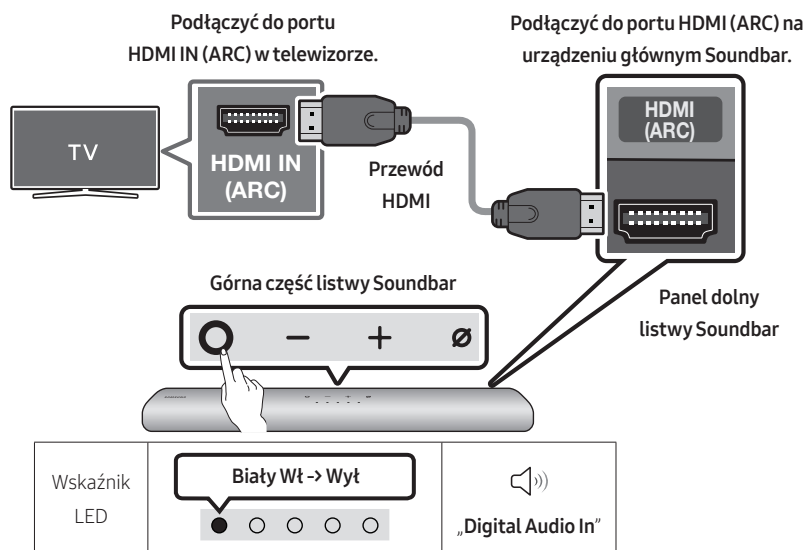 Podłączyć do portu
HDMI IN (ARC) w telewizorze.
Podłączyć do portu HDMI (ARC) na
urządzeniu głównym Soundbar.
TV
HDMI IN
(ARC)
Przewód
HDMI
HDMI
(ARC)
Górna część listwy Soundbar
Panel dolny
listwy Soundbar
Wskaźnik
LED
Biały Wł -> Wył
„Digital Audio In”